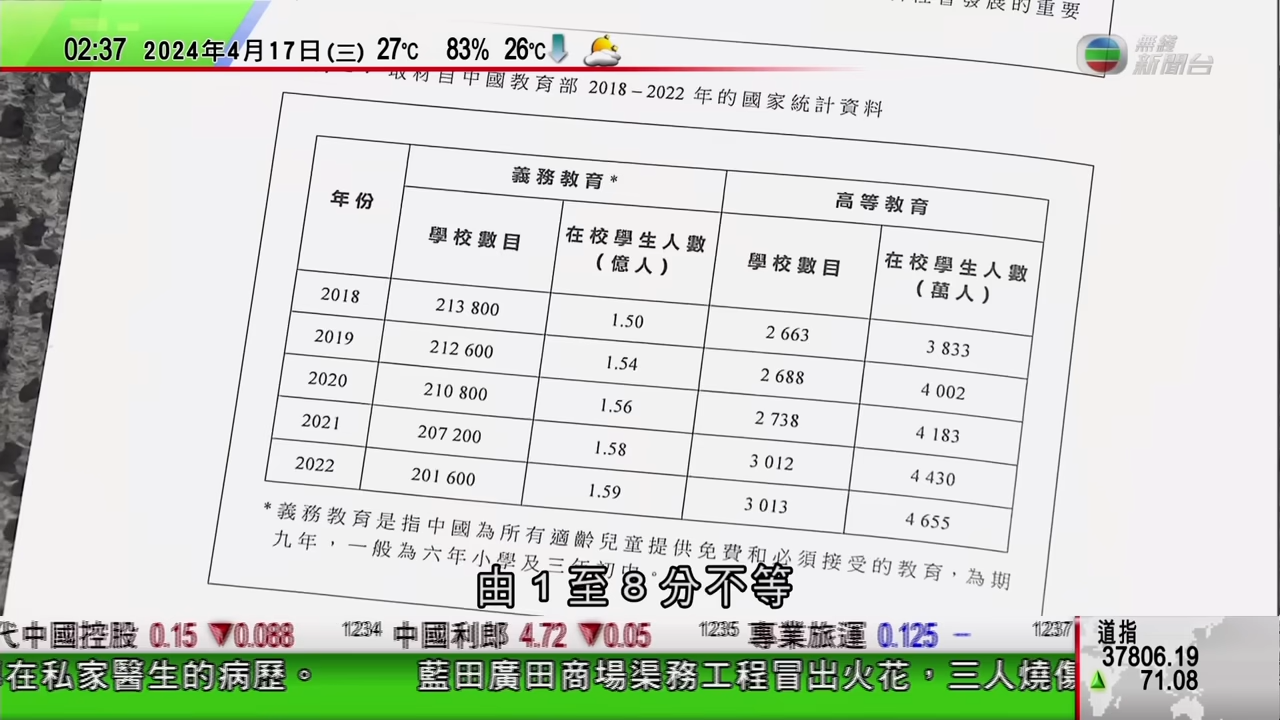 會發展的重要
02:37 2024年4月17日(三) 27℃ 83% 26℃
無綫新聞台
取材自中國教育部 2018–2022 年的國家統計資料
年份 義務教育* 高等教育
學校數目 在校學生人數(億人) 學校數目 在校學生人數(萬人)
2018 213 800 1.50 2 663 3 833
2019 212 600 1.54 2 688 4 002
2020 210 800 1.56 2 738 4 183
2021 207 200 1.58 3 012 4 430
2022 201 600 1.59 3 013 4 655
*義務教育是指中國為所有適齡兒童提供免費和必須接受的教育,為期
九年,一般為六年小學及三年初中。
由1至8分不等
代中國控股 0.15 ▼0.088 1234 中國利郎 4.72 ▼0.05 1235 專業旅運 0.125 – 1237
在私家醫生的病歷。 藍田廣田商場渠務工程冒出火花,三人燒傷
道指
37806.19
▲ 71.08